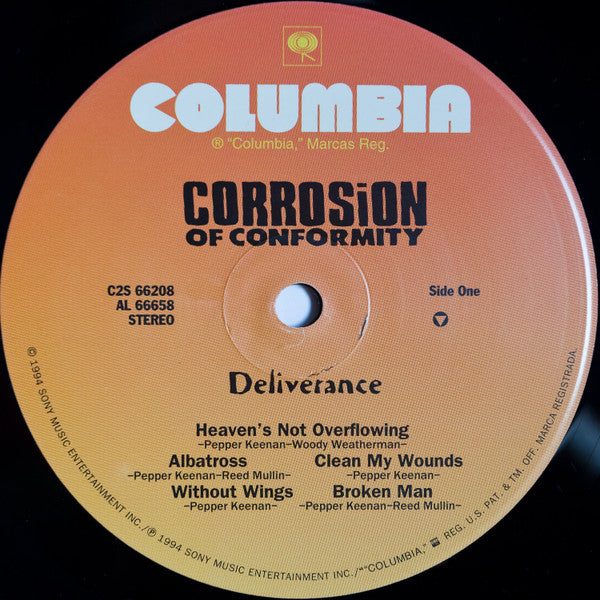 COLUMBIA
® "Columbia," Marcas Reg.
CORROSiON
OF CONFORMITY
C2S 66208
AL 66658
STEREO
Side One
Deliverance
Heaven's Not Overflowing
–Pepper Keenan–Woody Weatherman–
Albatross
–Pepper Keenan–Reed Mullin–
Clean My Wounds
–Pepper Keenan–
Without Wings
–Pepper Keenan–
Broken Man
–Pepper Keenan–Reed Mullin–
© 1994 SONY MUSIC ENTERTAINMENT INC./℗ 1994 SONY MUSIC ENTERTAINMENT INC./"“COLUMBIA," REG. U.S. PAT. & TM. OFF. MARCA REGISTRADA.